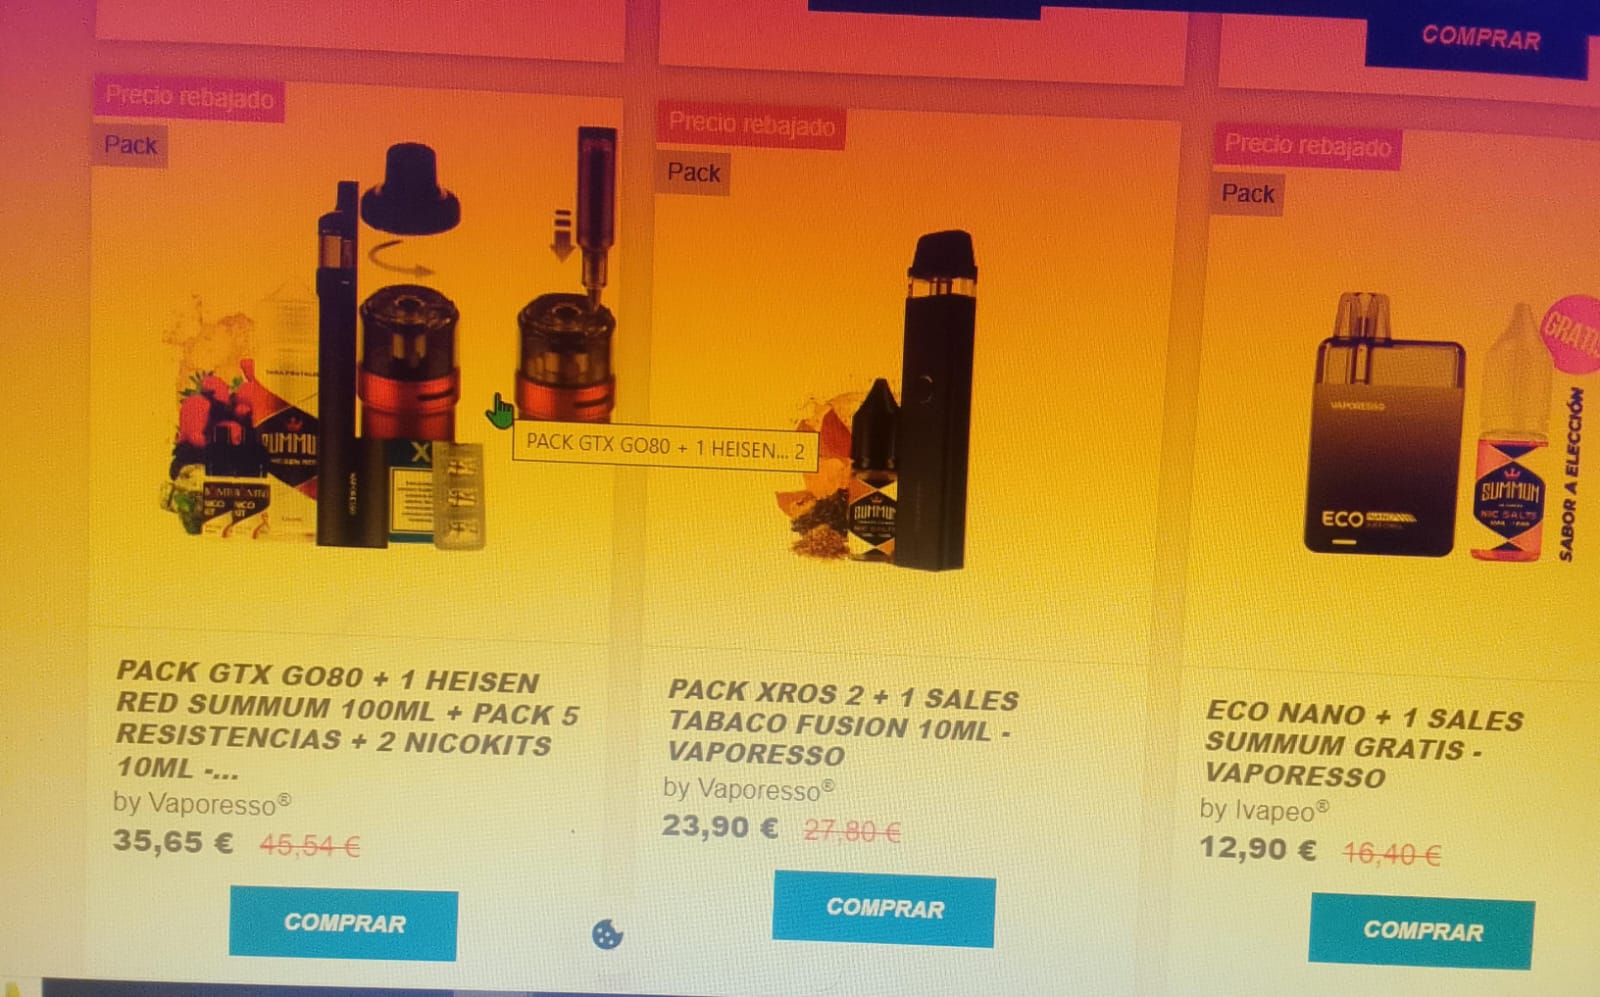 COMPRAR
Precio rebajado
Pack
Precio rebajado
Pack
Precio rebajado
Pack
GRATIS
VAPORESSO
ECO NANO
SUMMUM
NIC SALTS
SABOR A ELECCIÓN
SUMMUM
SUMMUM
HEISEN RED
X
PACK GTX GO80 + 1 HEISEN... 2
PACK GTX GO80 + 1 HEISEN
RED SUMMUM 100ML + PACK 5
RESISTENCIAS + 2 NICOKITS
10ML -...
by Vaporesso®
35,65 € 45,54 €
COMPRAR
PACK XROS 2 + 1 SALES
TABACO FUSION 10ML -
VAPORESSO
by Vaporesso®
23,90 € 27,80 €
COMPRAR
ECO NANO + 1 SALES
SUMMUM GRATIS -
VAPORESSO
by Ivapeo®
12,90 € 16,40 €
COMPRAR